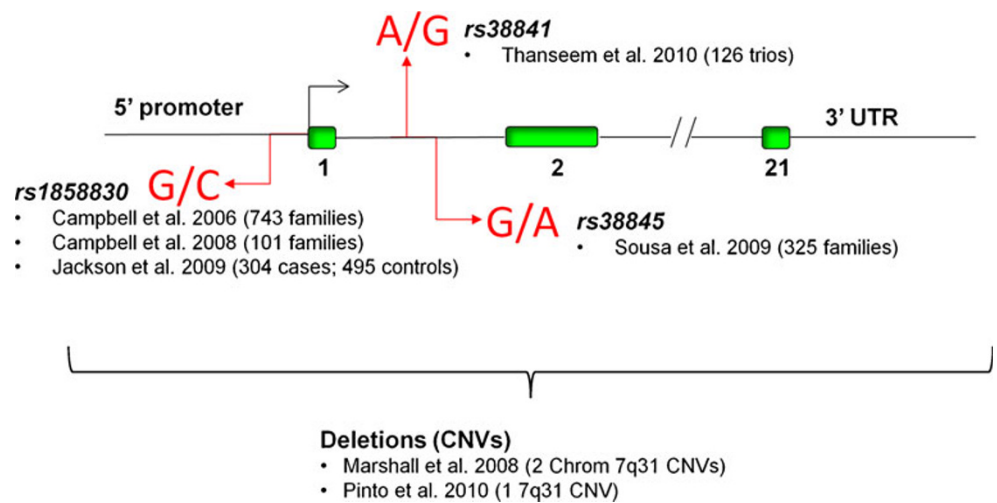 A/G rs38841
• Thanseem et al. 2010 (126 trios)
5' promoter
3' UTR
1
2
21
rs1858830 G/C
• Campbell et al. 2006 (743 families)
• Campbell et al. 2008 (101 families)
• Jackson et al. 2009 (304 cases; 495 controls)
G/A rs38845
• Sousa et al. 2009 (325 families)
Deletions (CNVs)
• Marshall et al. 2008 (2 Chrom 7q31 CNVs)
• Pinto et al. 2010 (1 7q31 CNV)